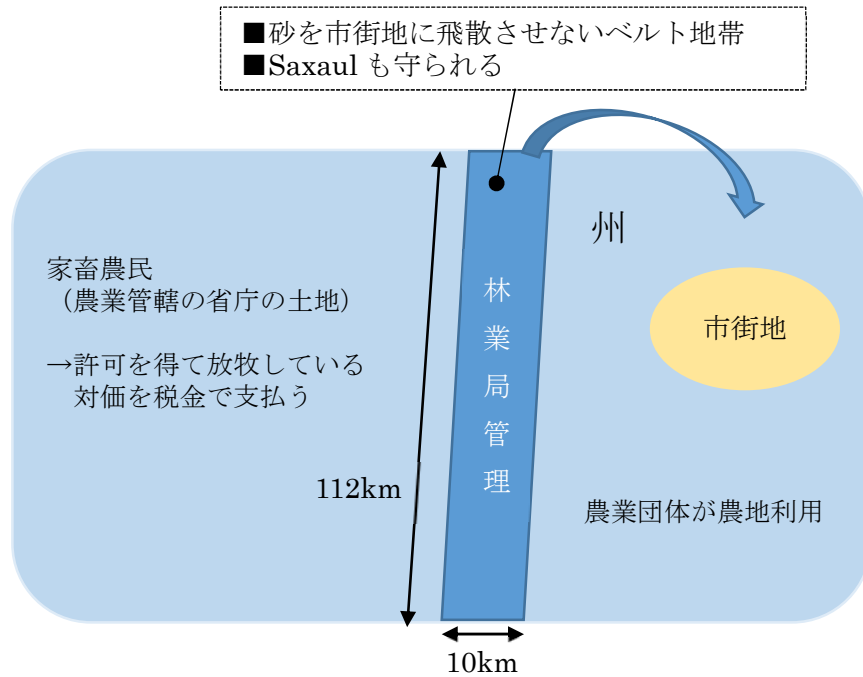 ■砂を市街地に飛散させないベルト地帯
■Saxaul も守られる
州
家畜農民
（農業管轄の省庁の土地）
→許可を得て放牧している
対価を税金で支払う
林業局管理
市街地
112km
農業団体が農地利用
10km